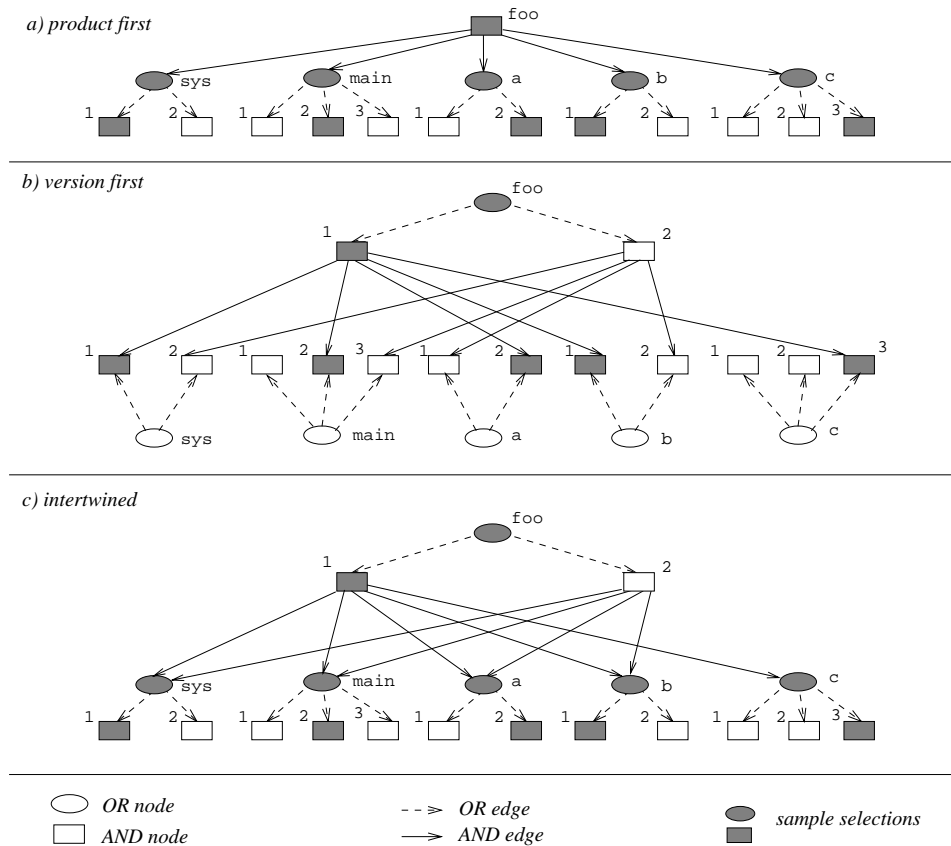 a) product first
foo
sys
main
a
b
c
1 2 1 2 3 1 2 1 2 1 2 3
b) version first
foo
1
2
1 2 1 2 3 1 2 1 2 1 2 3
sys
main
a
b
c
c) intertwined
foo
1
2
sys
main
a
b
c
1 2 1 2 3 1 2 1 2 1 2 3
OR node
OR edge
sample selections
AND node
AND edge